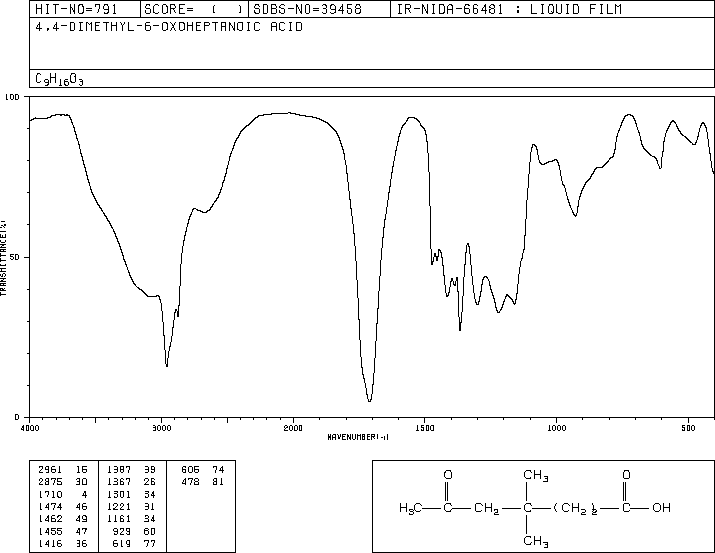 HIT-NO=791 SCORE= ( ) SDBS-NO=39458 IR-NIDA-66481 : LIQUID FILM
4,4-DIMETHYL-6-OXOHEPTANOIC ACID
C9H16O3
100
50
0
TRANSMITTANCE(%)
4000 3000 2000 1500 1000 500
WAVENUMBER(-1)
2961 16 1387 39 606 74
2875 30 1367 26 478 81
1710 4 1301 34
1474 46 1221 31
1462 49 1161 34
1455 47 929 60
1416 36 619 77
O CH3 O
H3C C CH2 C (CH2)2 C OH
CH3